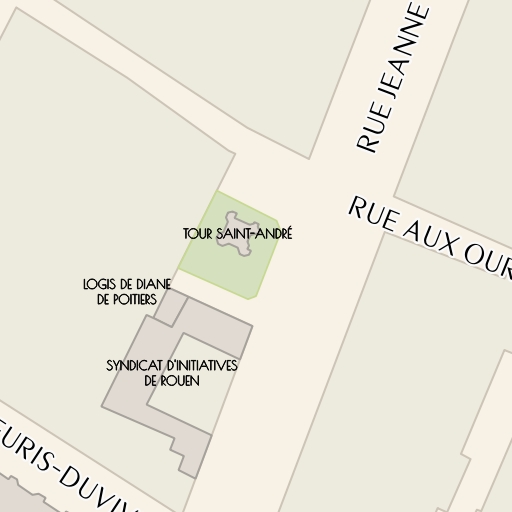 RUE JEANNE
RUE AUX OUR
TOUR SAINT-ANDRÉ
LOGIS DE DIANE
DE POITIERS
SYNDICAT D'INITIATIVES
DE ROUEN
EURIS-DUVIV